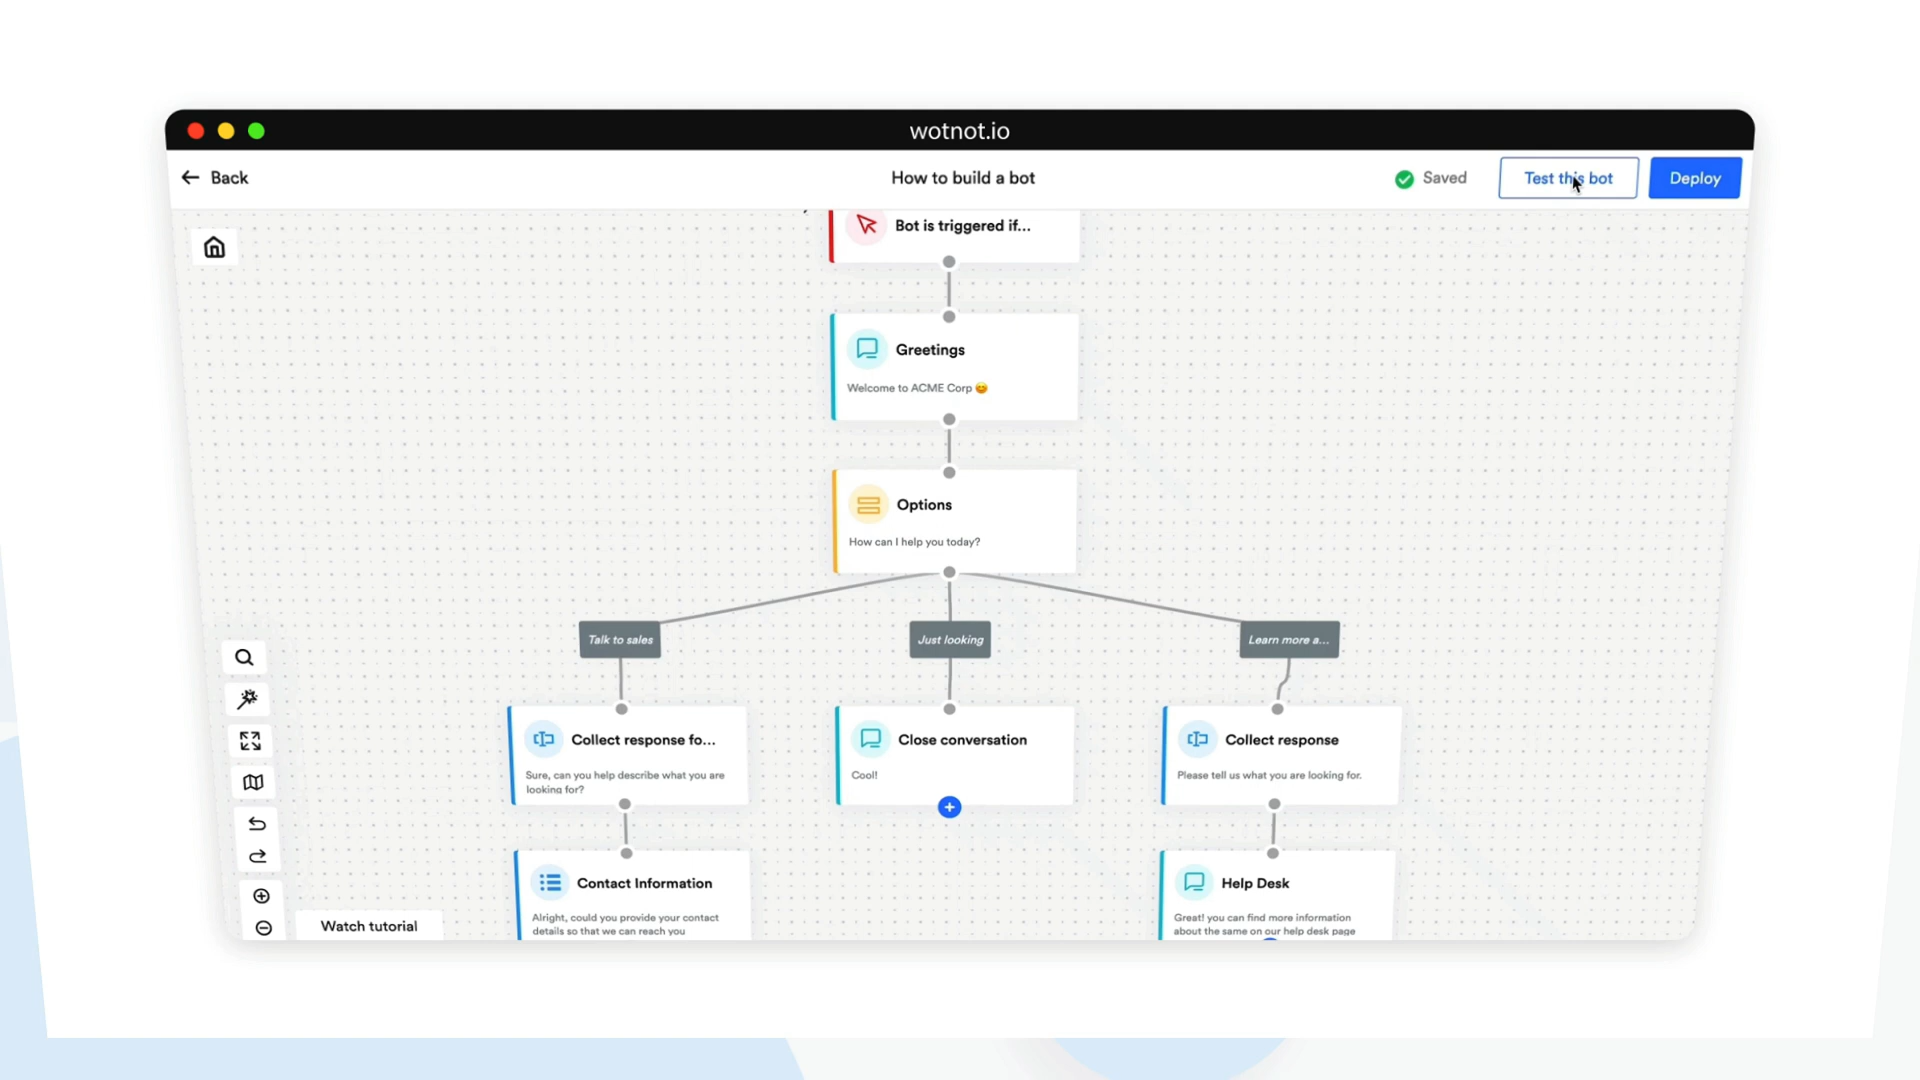 wotnot.io
Back
How to build a bot
Saved
Test this bot
Deploy
Bot is triggered if...
Greetings
Welcome to ACME Corp 😊
Options
How can I help you today?
Talk to sales
Just looking
Learn more a...
Collect response fo...
Sure, can you help describe what you are
looking for?
Close conversation
Cool!
Collect response
Please tell us what you are looking for.
Contact Information
Alright, could you provide your contact
details so that we can reach you
Help Desk
Great! you can find more information
about the same on our help desk page
Watch tutorial